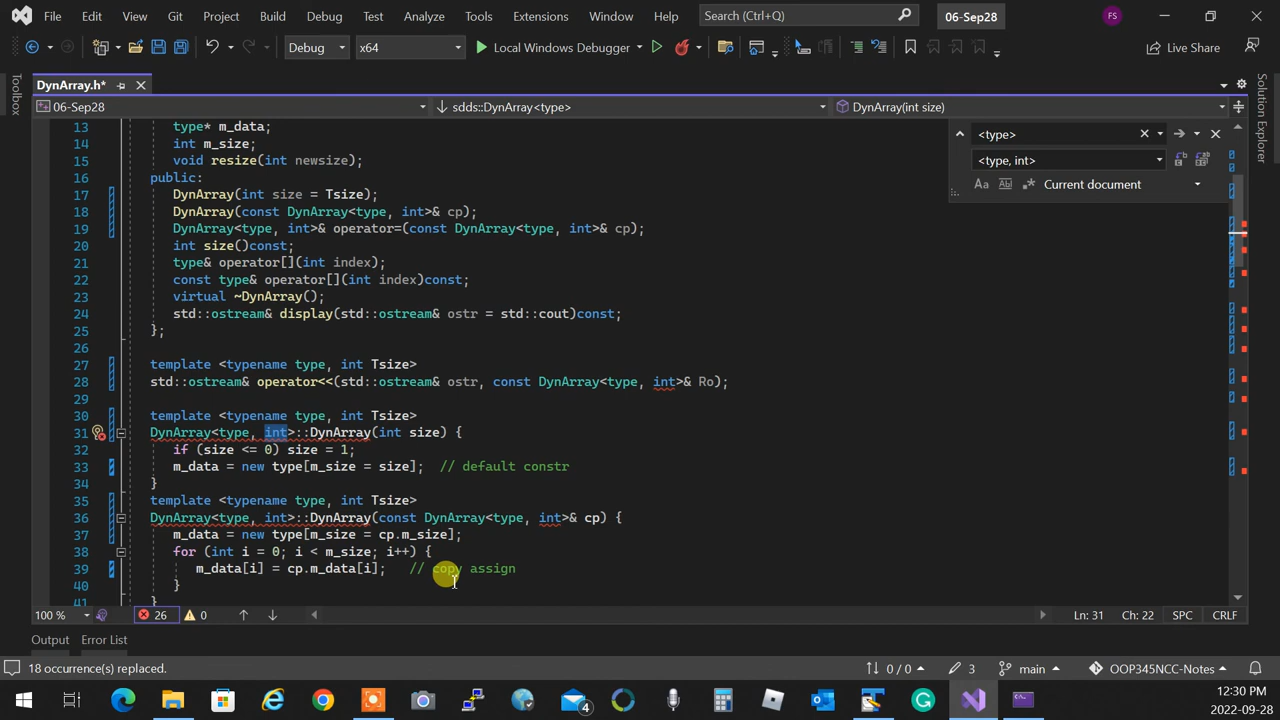 File Edit View Git Project Build Debug Test Analyze Tools Extensions Window Help Search (Ctrl+Q) 06-Sep28 FS
Debug x64 Local Windows Debugger Live Share
DynArray.h*
06-Sep28 sdds::DynArray<type> DynArray(int size)
Toolbox
Solution Explorer
<type>
<type, int>
Aa Ab Current document
13 type* m_data;
14 int m_size;
15 void resize(int newsize);
16 public:
17 DynArray(int size = Tsize);
18 DynArray(const DynArray<type, int>& cp);
19 DynArray<type, int>& operator=(const DynArray<type, int>& cp);
20 int size()const;
21 type& operator[](int index);
22 const type& operator[](int index)const;
23 virtual ~DynArray();
24 std::ostream& display(std::ostream& ostr = std::cout)const;
25 };
26
27 template <typename type, int Tsize>
28 std::ostream& operator<<(std::ostream& ostr, const DynArray<type, int>& Ro);
29
30 template <typename type, int Tsize>
31 DynArray<type, int>::DynArray(int size) {
32 if (size <= 0) size = 1;
33 m_data = new type[m_size = size]; // default constr
34 }
35 template <typename type, int Tsize>
36 DynArray<type, int>::DynArray(const DynArray<type, int>& cp) {
37 m_data = new type[m_size = cp.m_size];
38 for (int i = 0; i < m_size; i++) {
39 m_data[i] = cp.m_data[i]; // copy assign
40 }
41 }
100 % 26 0 Ln: 31 Ch: 22 SPC CRLF
Output Error List
18 occurrence(s) replaced. 0 / 0 3 main OOP345NCC-Notes
4
12:30 PM
2022-09-28